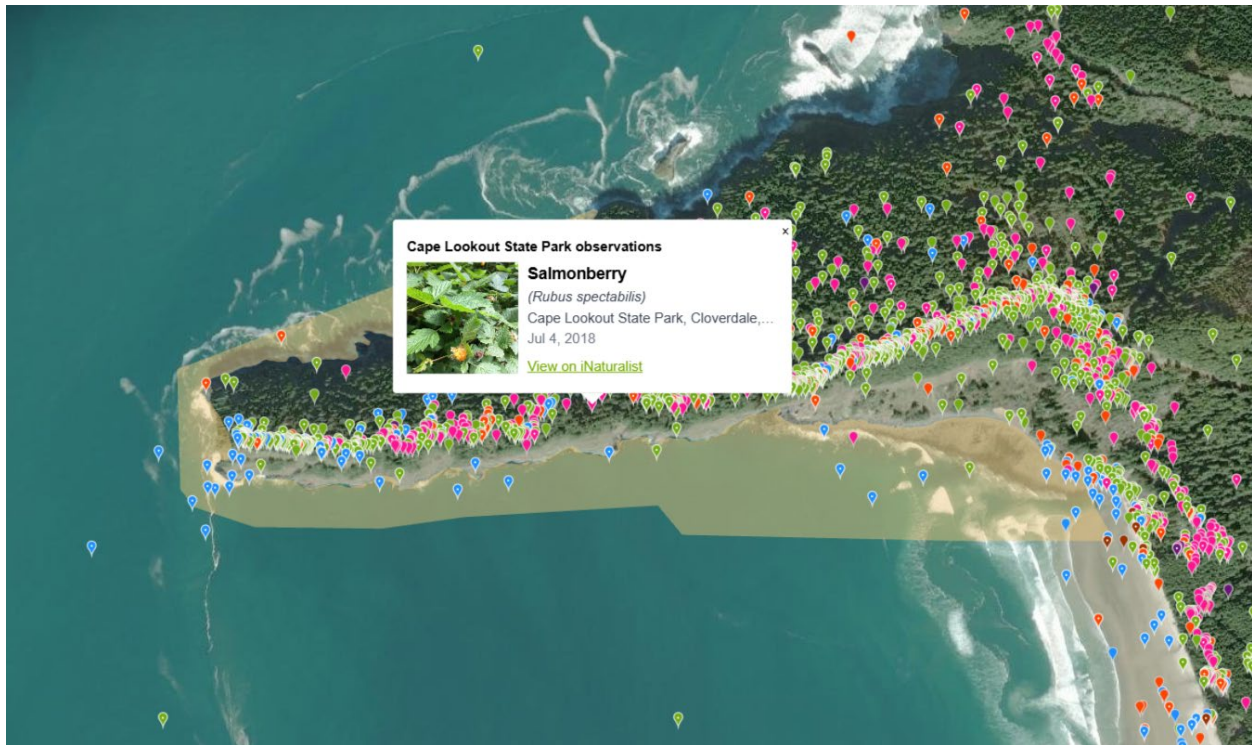 ×
Cape Lookout State Park observations
Salmonberry
(Rubus spectabilis)
Cape Lookout State Park, Cloverdale,...
Jul 4, 2018
View on iNaturalist